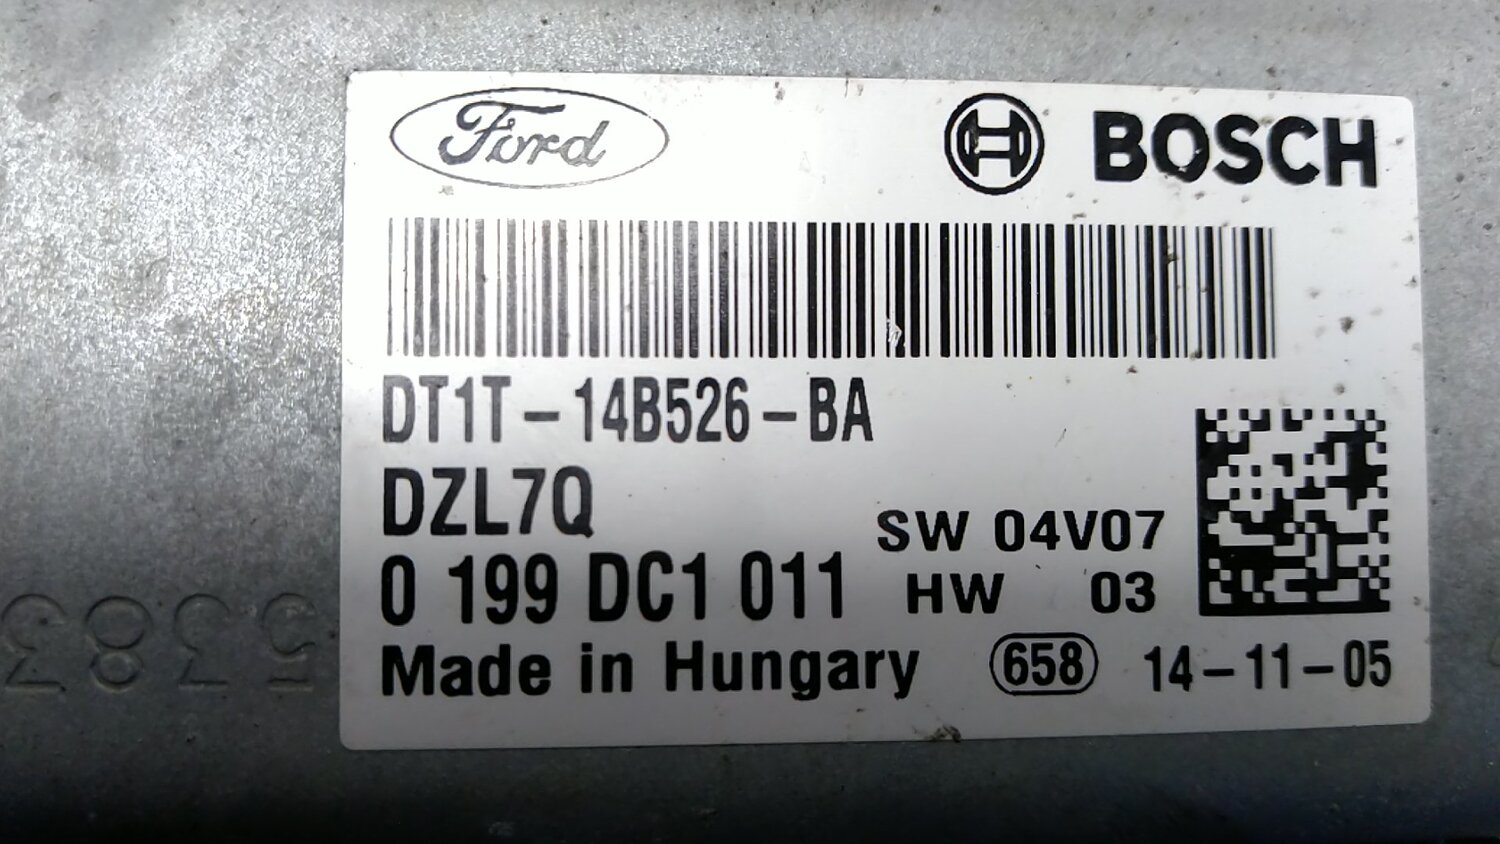 Ford BOSCH
DT1T-14B526-BA
DZL7Q
SW 04V07
0 199 DC1 011 HW 03
Made in Hungary 658 14-11-05
5383